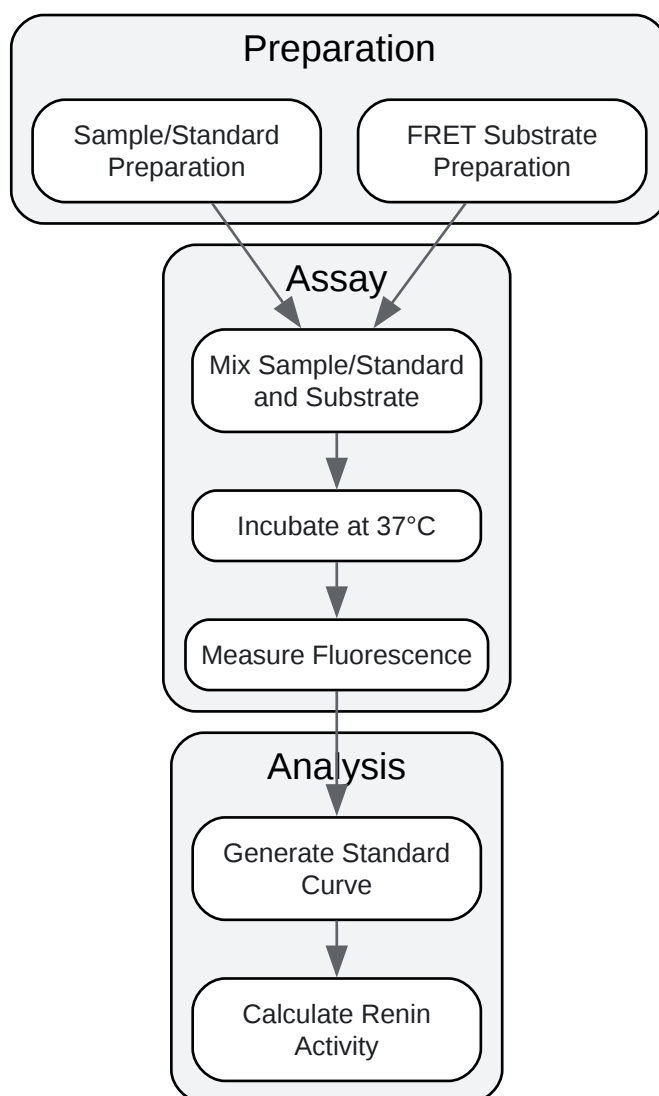 Preparation
Sample/Standard
Preparation
FRET Substrate
Preparation
Assay
Mix Sample/Standard
and Substrate
Incubate at 37°C
Measure Fluorescence
Analysis
Generate Standard
Curve
Calculate Renin
Activity